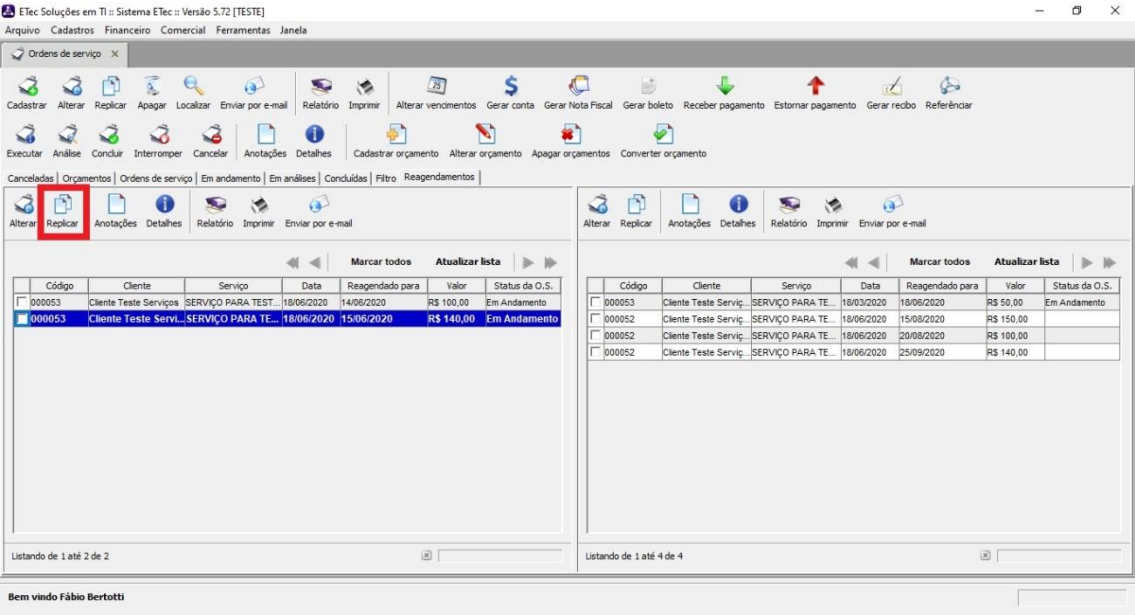 ETec Soluções em TI :: Sistema ETec :: Versão 5.72 [TESTE]
Arquivo Cadastros Financeiro Comercial Ferramentas Janela
Ordens de serviço X
Cadastrar Alterar Replicar Apagar Localizar Enviar por e-mail Relatório Imprimir Alterar vencimentos Gerar conta Gerar Nota Fiscal Gerar boleto Receber pagamento Estornar pagamento Gerar recibo Referênciar
Executar Análise Concluir Interromper Cancelar Anotações Detalhes Cadastrar orçamento Alterar orçamento Apagar orçamentos Converter orçamento
Canceladas Orçamentos Ordens de serviço Em andamento Em análises Concluídas Filtro Reagendamentos
Alterar Replicar Anotações Detalhes Relatório Imprimir Enviar por e-mail
Marcar todos Atualizar lista
Código Cliente Serviço Data Reagendado para Valor Status da O.S.
000053 Cliente Teste Serviços SERVIÇO PARA TEST... 18/06/2020 14/06/2020 R$ 100,00 Em Andamento
000053 Cliente Teste Servi... SERVIÇO PARA TE... 18/06/2020 15/06/2020 R$ 140,00 Em Andamento
Listando de 1 até 2 de 2
Alterar Replicar Anotações Detalhes Relatório Imprimir Enviar por e-mail
Marcar todos Atualizar lista
Código Cliente Serviço Data Reagendado para Valor Status da O.S.
000053 Cliente Teste Serviç... SERVIÇO PARA TE... 18/03/2020 18/06/2020 R$ 50,00 Em Andamento
000052 Cliente Teste Serviç... SERVIÇO PARA TE... 18/06/2020 15/08/2020 R$ 150,00
000052 Cliente Teste Serviç... SERVIÇO PARA TE... 18/06/2020 20/08/2020 R$ 100,00
000052 Cliente Teste Serviç... SERVIÇO PARA TE... 18/06/2020 25/09/2020 R$ 140,00
Listando de 1 até 4 de 4
Bem vindo Fábio Bertotti